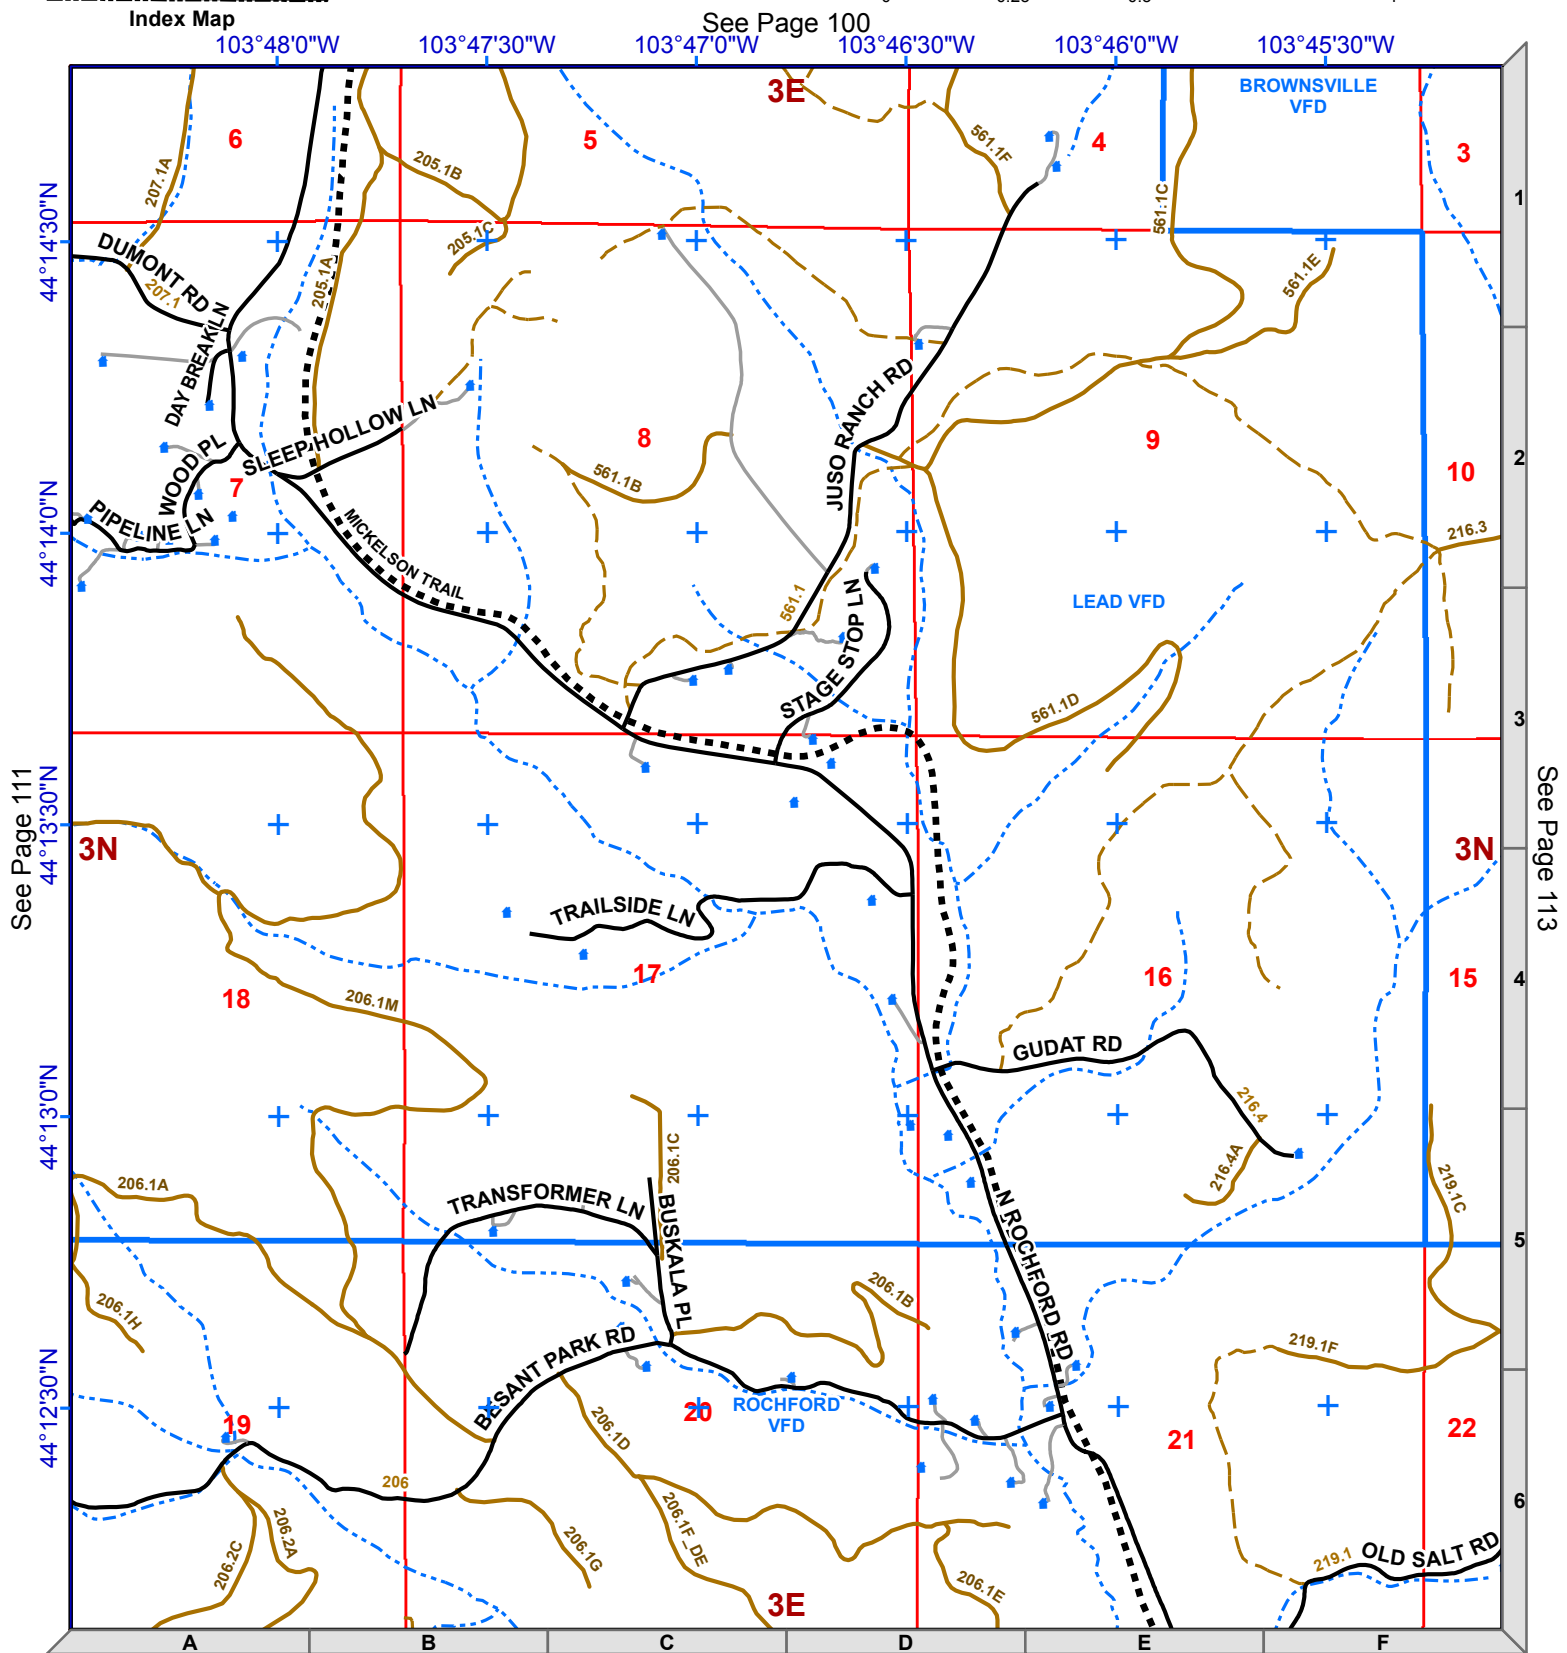 0 0.25 0.5 1
Index Map
See Page 100
103°48'0"W 103°47'30"W 103°47'0"W 103°46'30"W 103°46'0"W 103°45'30"W
3E
BROWNSVILLE
VFD
6
5
4
3
207.1A
205.1B
561.1F
561.1C
1
44°14'30"N
205.1C
DUMONT RD
207.1
205.1A
561.1E
DAY BREAK LN
JUSO RANCH RD
SLEEP HOLLOW LN
8
9
10
2
WOOD PL
7
561.1B
PIPELINE LN
MICKELSON TRAIL
216.3
44°14'0"N
561.1
STAGE STOP LN
LEAD VFD
561.1D
3
See Page 111
See Page 113
44°13'30"N
3N
3N
TRAILSIDE LN
17
16
15
4
18
206.1M
GUDAT RD
44°13'0"N
216.4
206.1C
216.4A
219.1C
206.1A
TRANSFORMER LN
BUSKALA PL
N ROCHFORD RD
5
206.1H
206.1B
BESANT PARK RD
219.1F
44°12'30"N
19
20
ROCHFORD
VFD
21
22
206.1D
206
206.2C
206.2A
206.1G
206.1F_DE
206.1E
6
219.1
OLD SALT RD
3E
A B C D E F